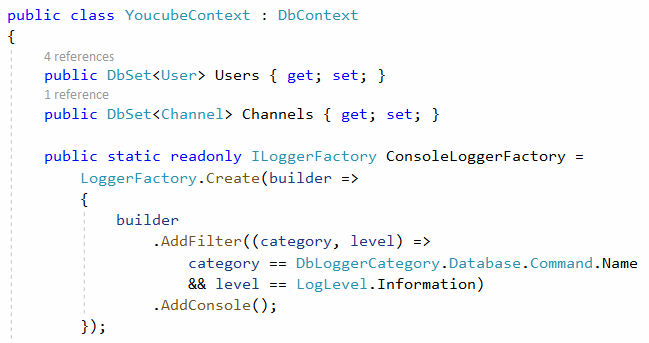 public class YoucubeContext : DbContext
{
4 references
public DbSet<User> Users { get; set; }
1 reference
public DbSet<Channel> Channels { get; set; }
public static readonly ILoggerFactory ConsoleLoggerFactory =
LoggerFactory.Create(builder =>
{
builder
.AddFilter((category, level) =>
category == DbLoggerCategory.Database.Command.Name
&& level == LogLevel.Information)
.AddConsole();
});